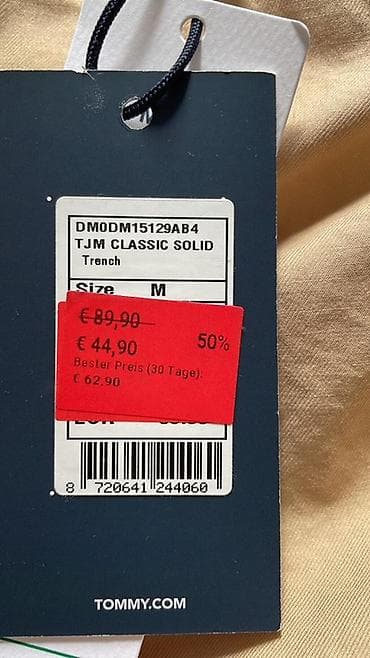 DM0DM15129AB4
TJM CLASSIC SOLID
Trench
Size M
€ 89,90
€ 44,90 50%
Bester Preis (30 Tage):
€ 62,90
8 720641 244060
TOMMY.COM